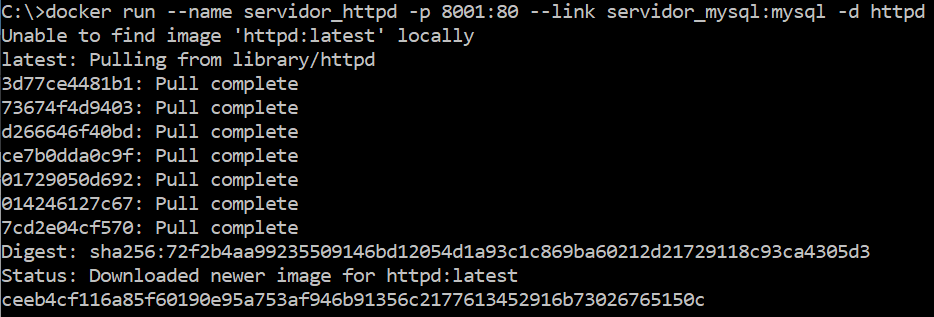 C:\>docker run --name servidor_httpd -p 8001:80 --link servidor_mysql:mysql -d httpd
Unable to find image 'httpd:latest' locally
latest: Pulling from library/httpd
3d77ce4481b1: Pull complete
73674f4d9403: Pull complete
d266646f40bd: Pull complete
ce7b0dda0c9f: Pull complete
01729050d692: Pull complete
014246127c67: Pull complete
7cd2e04cf570: Pull complete
Digest: sha256:72f2b4aa99235509146bd12054d1a93c1c869ba60212d21729118c93ca4305d3
Status: Downloaded newer image for httpd:latest
ceeb4cf116a85f60190e95a753af946b91356c2177613452916b73026765150c